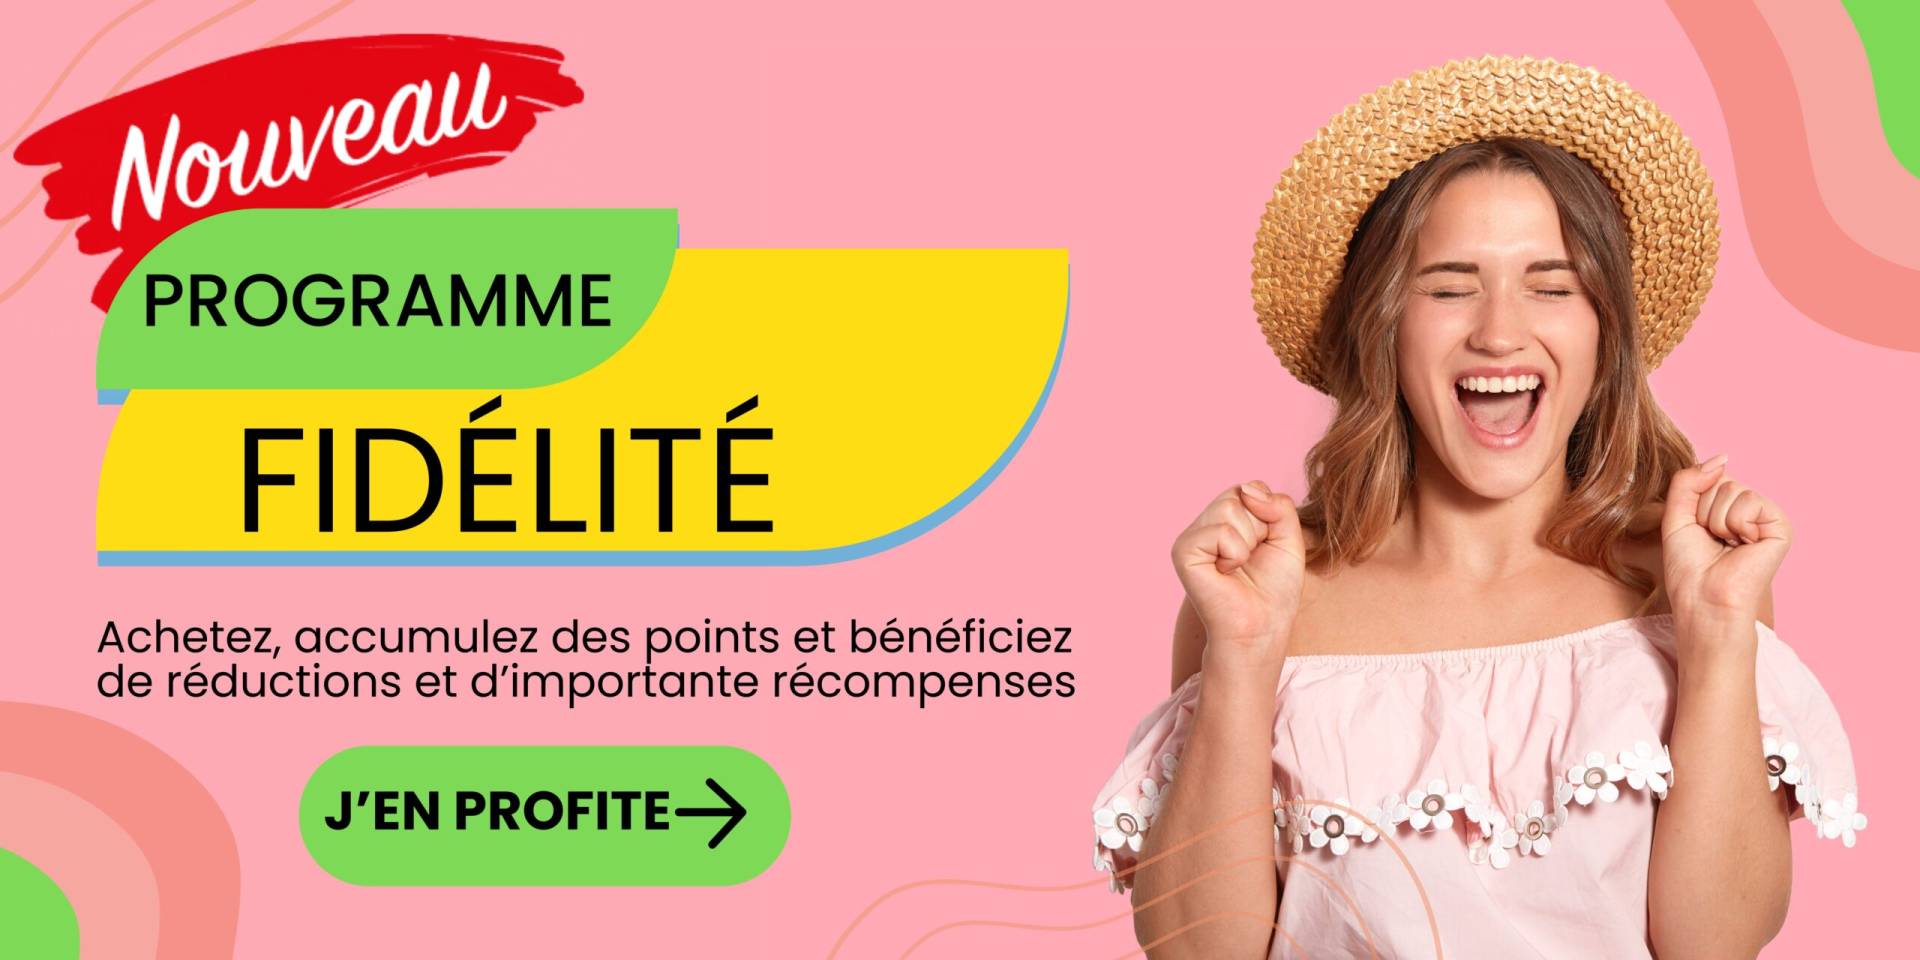 Nouveau
PROGRAMME
FIDÉLITÉ
Achetez, accumulez des points et bénéficiez
de réductions et d’importante récompenses
J’EN PROFITE